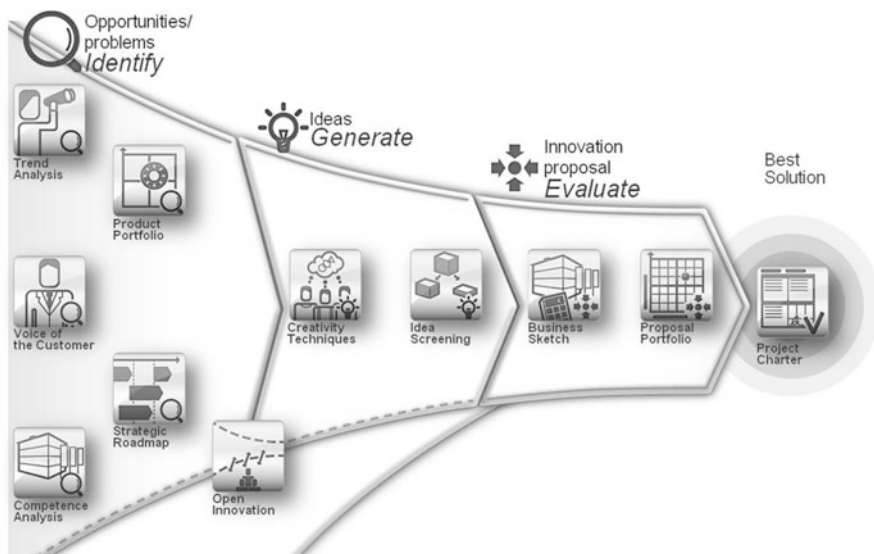 Opportunities/
problems
Identify
Trend
Analysis
Product
Portfolio
Voice of
the Customer
Strategic
Roadmap
Competence
Analysis
Open
Innovation
Ideas
Generate
Creativity
Techniques
Idea
Screening
Innovation
proposal
Evaluate
Business
Sketch
Proposal
Portfolio
Best
Solution
Project
Charter